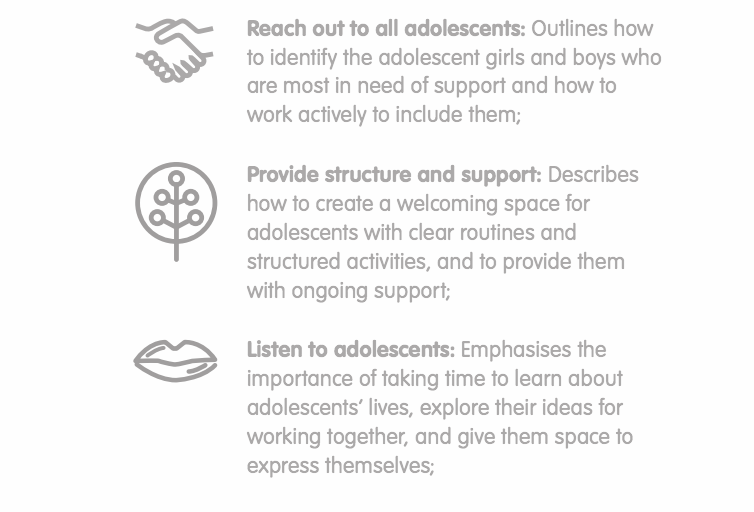 Reach out to all adolescents: Outlines how
to identify the adolescent girls and boys who
are most in need of support and how to
work actively to include them;
Provide structure and support: Describes
how to create a welcoming space for
adolescents with clear routines and
structured activities, and to provide them
with ongoing support;
Listen to adolescents: Emphasises the
importance of taking time to learn about
adolescents’ lives, explore their ideas for
working together, and give them space to
express themselves;